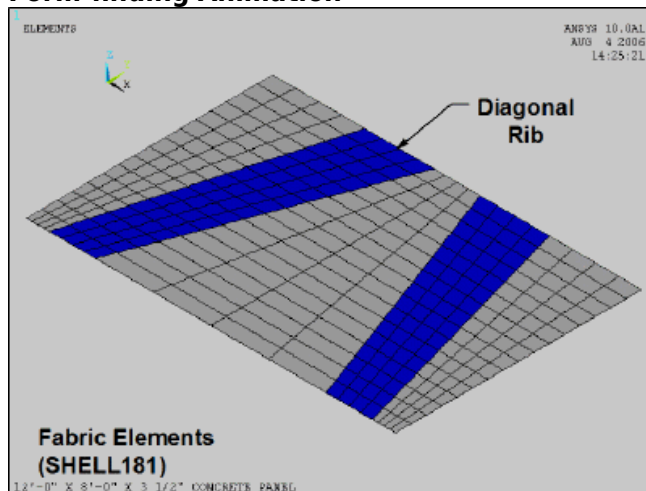 Form-finding Animation
1
ELEMENTS
ANSYS 10.0A1
AUG 4 2006
14:25:21
Z
Y
X
Diagonal
Rib
Fabric Elements
(SHELL181)
12'-0" X 8'-0" X 3 1/2" CONCRETE PANEL